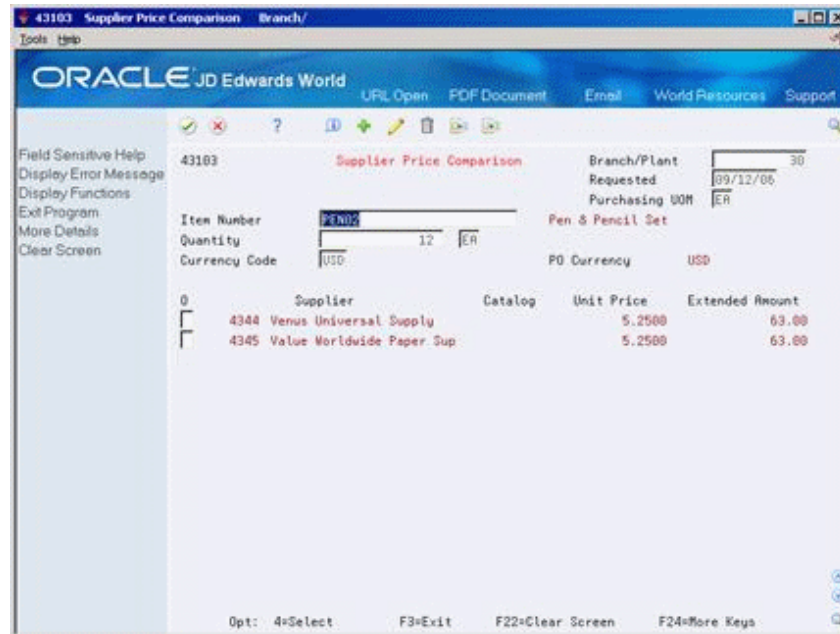 43103 Supplier Price Comparison Branch/
Tools Help
ORACLE JD Edwards World
URL Open PDF Document Email World Resources Support
Field Sensitive Help
Display Error Message
Display Functions
Exit Program
More Details
Clear Screen
43103 Supplier Price Comparison Branch/Plant 30
Requested 09/12/06
Purchasing UOM EA
Item Number PEN02 Pen & Pencil Set
Quantity 12 EA
Currency Code USD PO Currency USD
O Supplier Catalog Unit Price Extended Amount
4344 Venus Universal Supply 5.2500 63.00
4345 Value Worldwide Paper Sup 5.2500 63.00
Opt: 4=Select F3=Exit F22=Clear Screen F24=More Keys